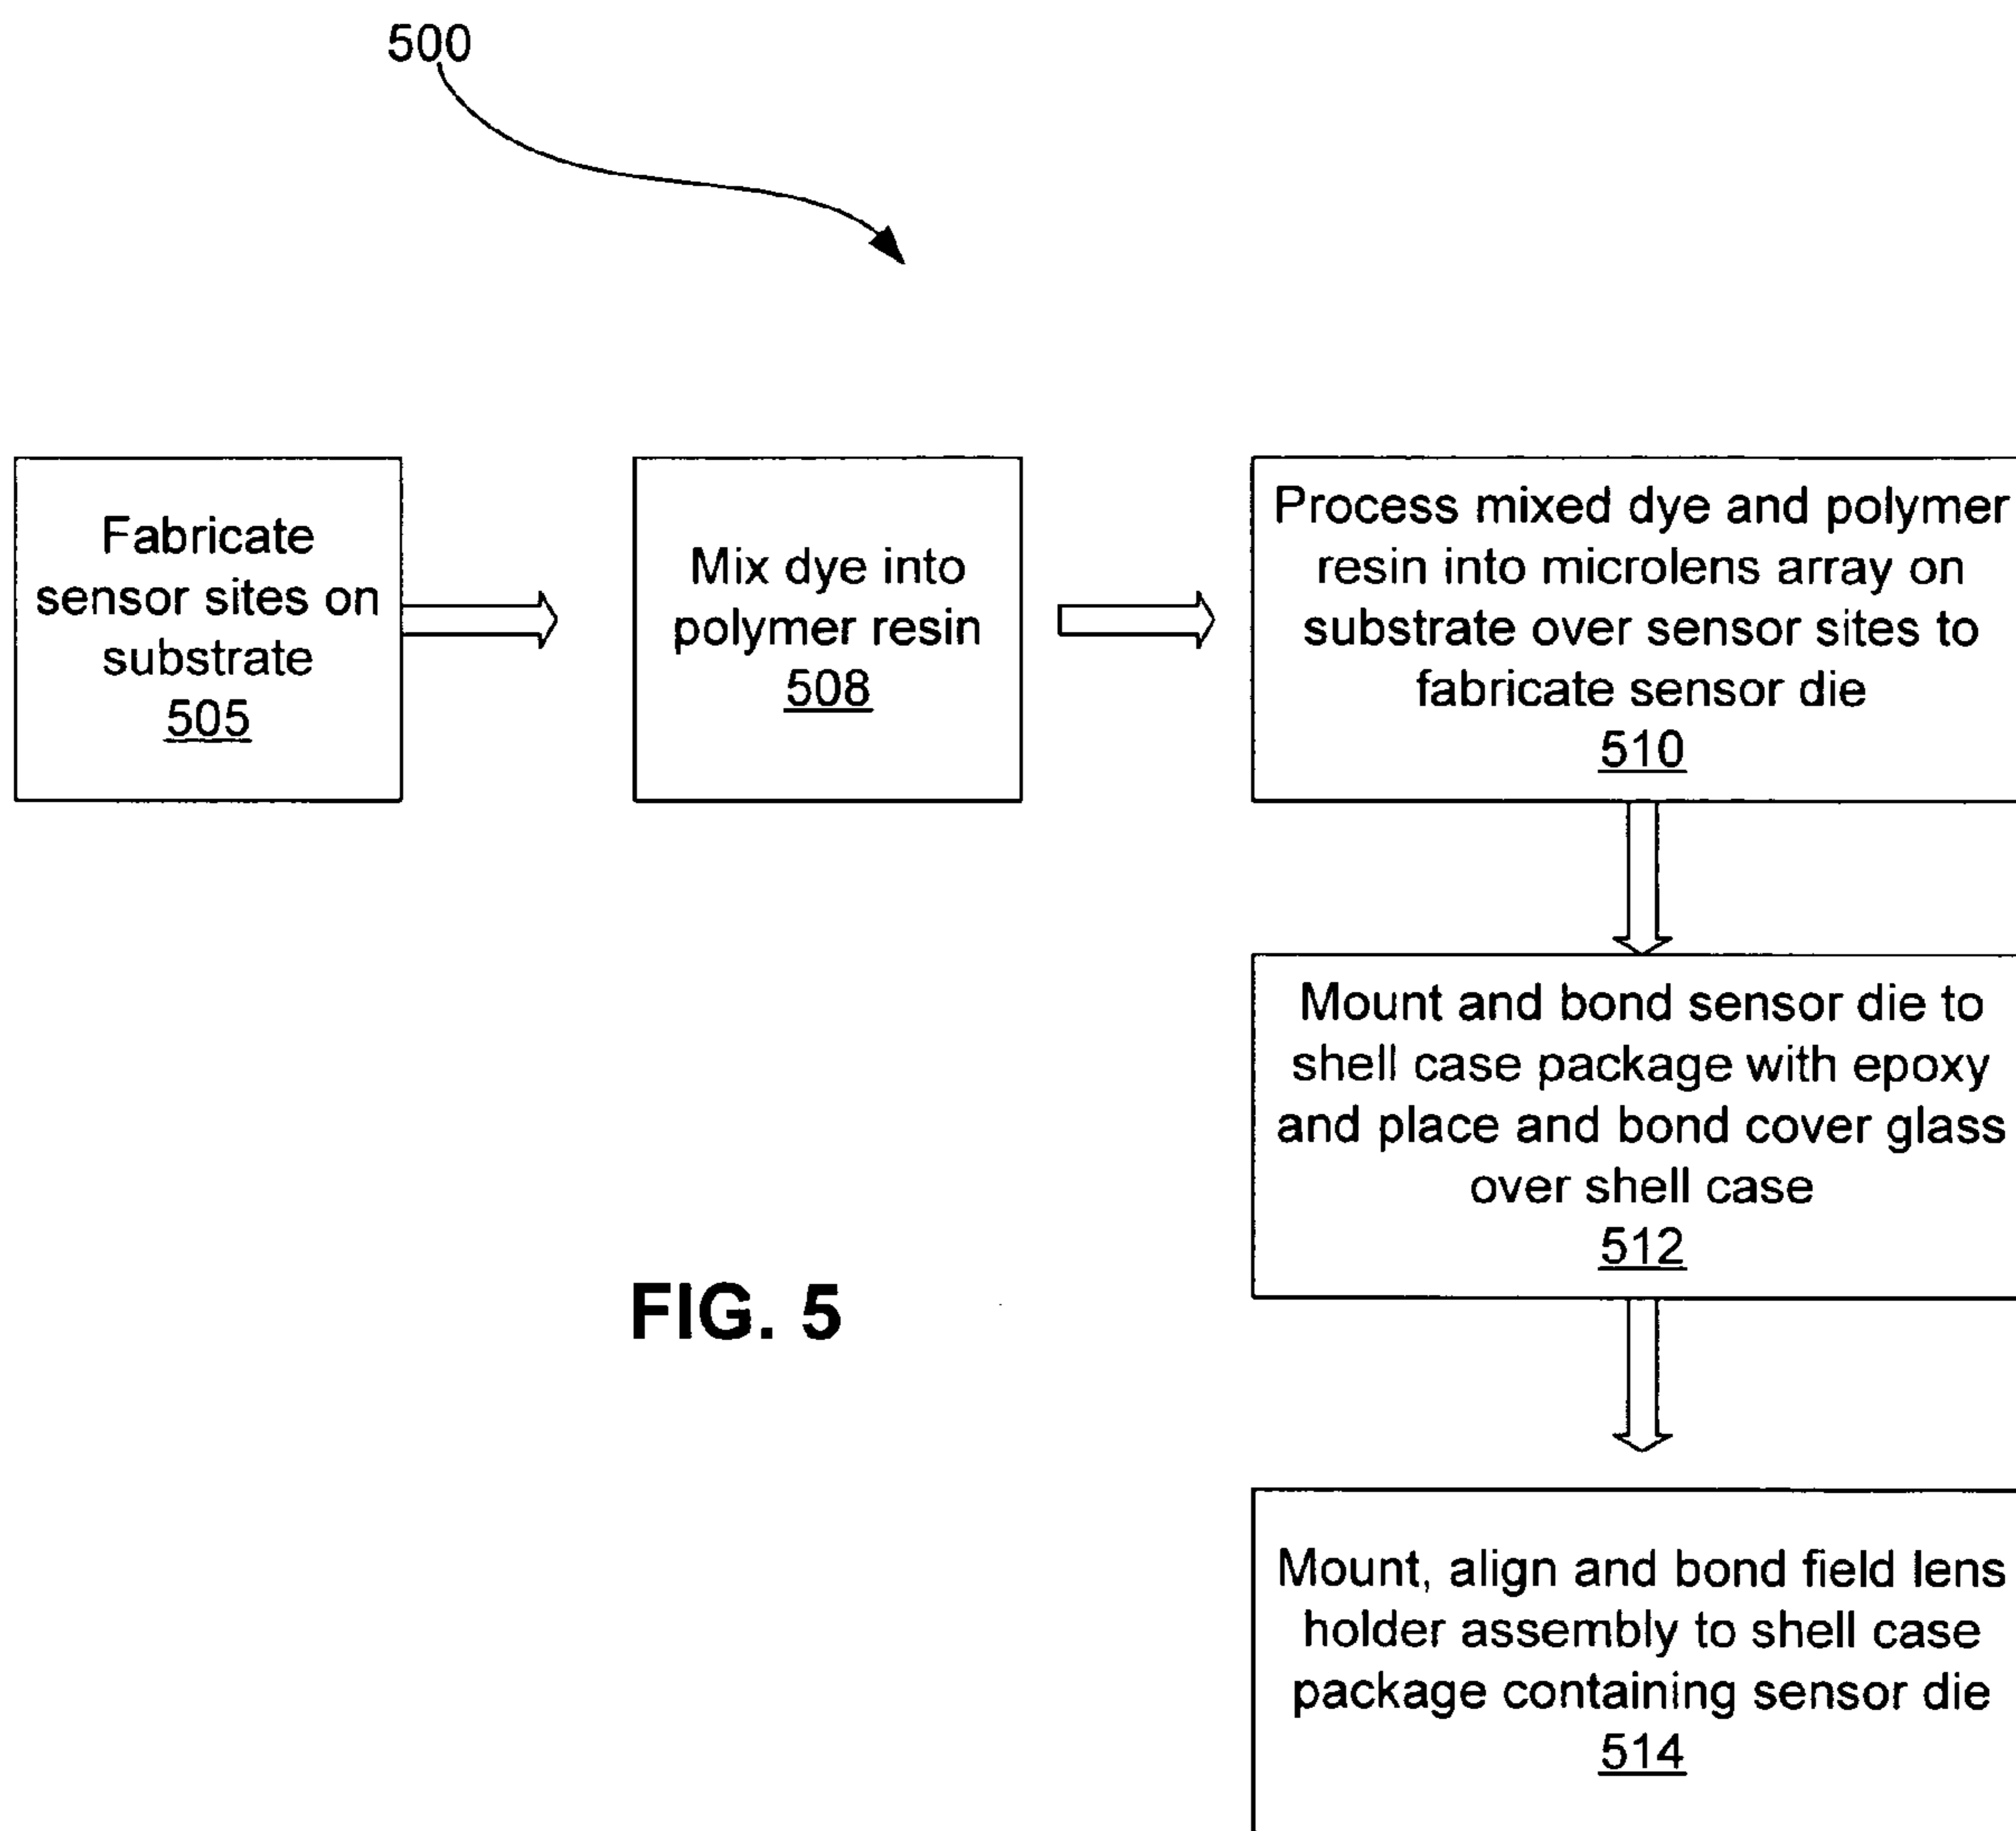 500
Fabricate
sensor sites on
substrate
505
Mix dye into
polymer resin
508
Process mixed dye and polymer
resin into microlens array on
substrate over sensor sites to
fabricate sensor die
510
Mount and bond sensor die to
shell case package with epoxy
and place and bond cover glass
over shell case
512
Mount, align and bond field lens
holder assembly to shell case
package containing sensor die
514
FIG. 5